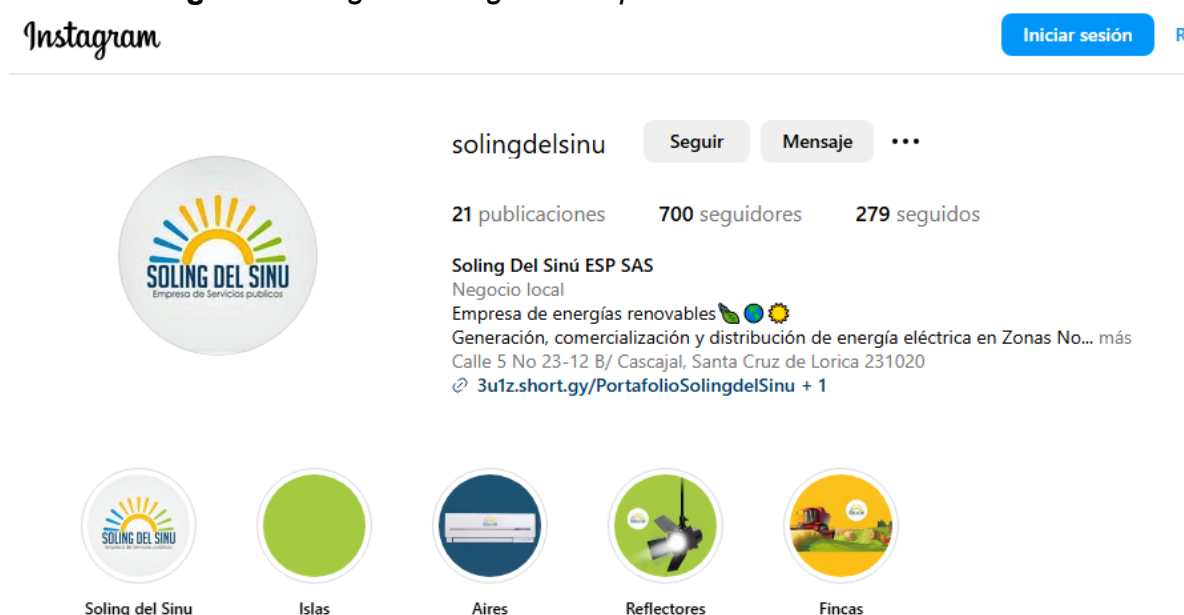 Instagram
Iniciar sesión
R
solingdelsinu Seguir Mensaje
21 publicaciones 700 seguidores 279 seguidos
SOLING DEL SINU
Empresa de Servicios publicos
Soling Del Sinú ESP SAS
Negocio local
Empresa de energías renovables🍃🌎🌞
Generación, comercialización y distribución de energía eléctrica en Zonas No... más
Calle 5 No 23-12 B/ Cascajal, Santa Cruz de Lorica 231020
3u1z.short.gy/PortafolioSolingdelSinu + 1
SOLING DEL SINU
Soling del Sinu Islas Aires Reflectores Fincas